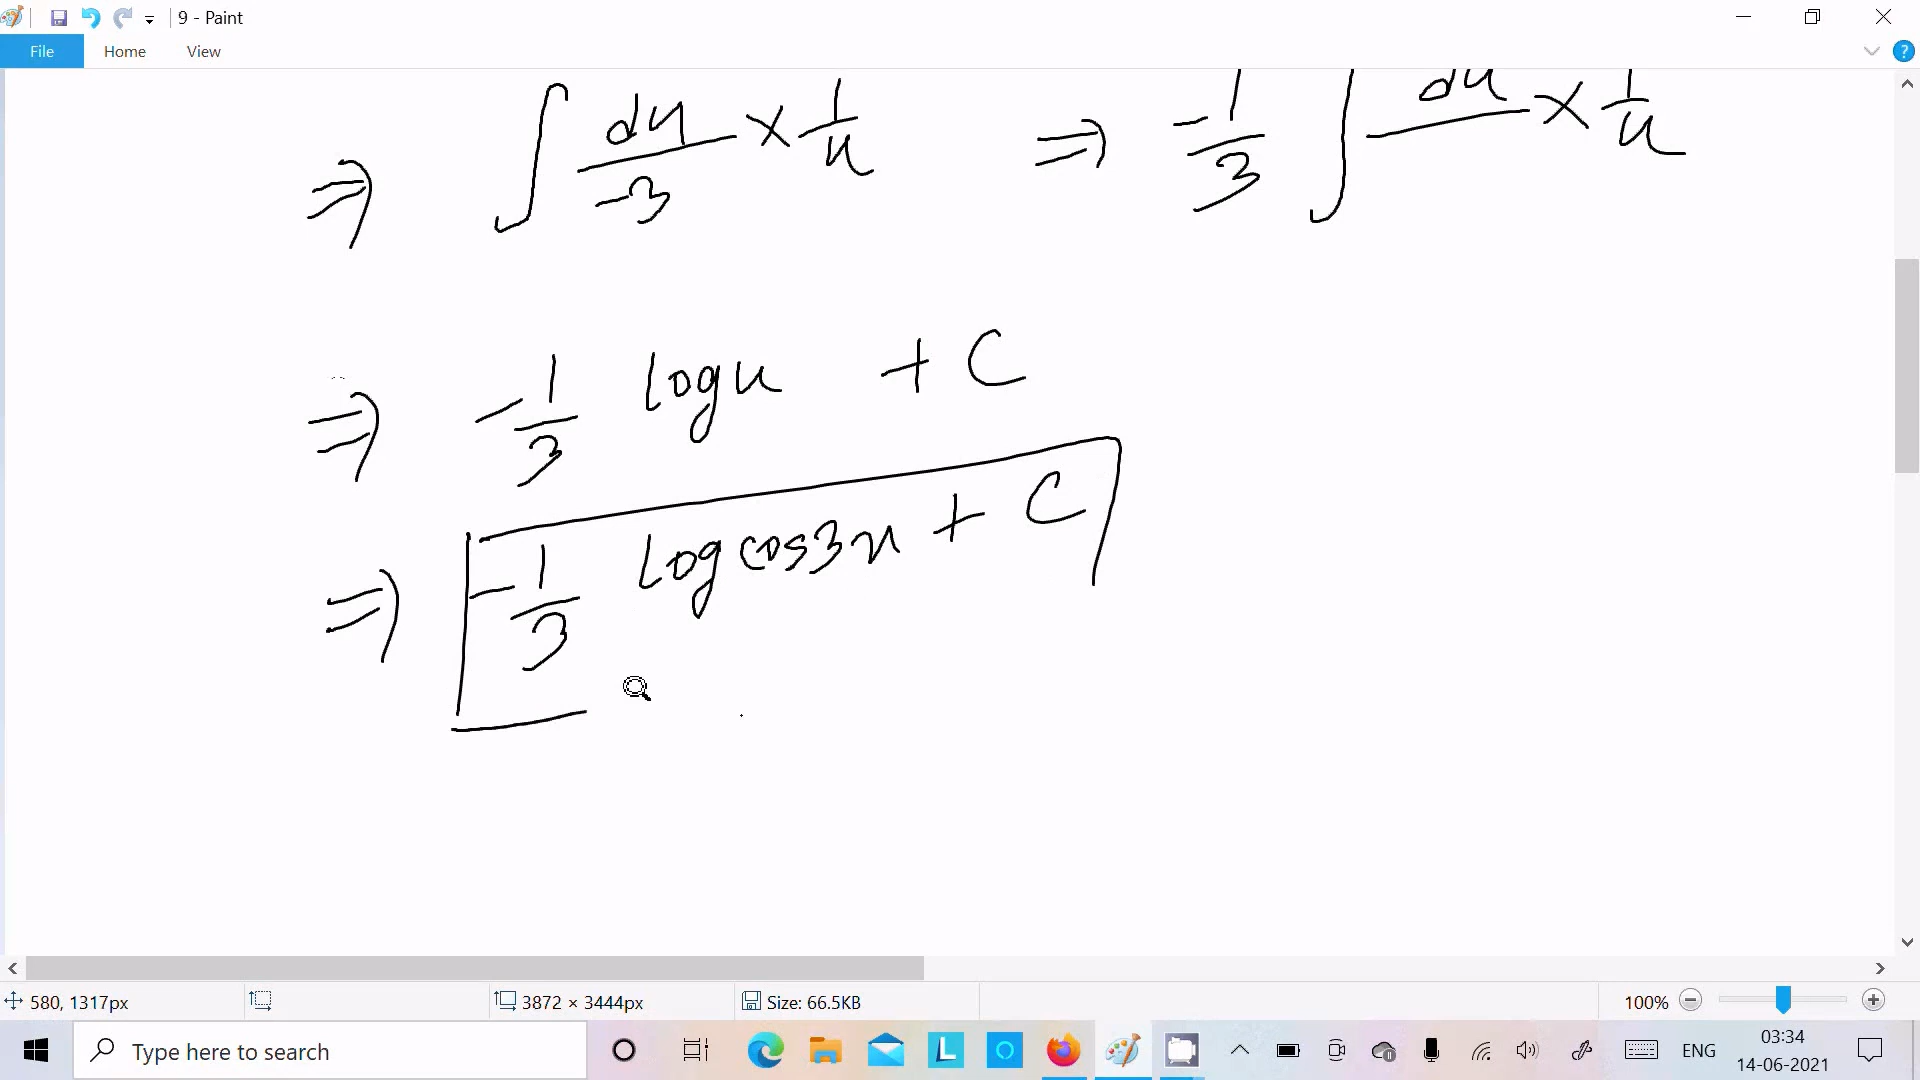 9 - Paint
File Home View
⇒ ∫ du/-3 × 1/u ⇒ -1/3 ∫ du × 1/u
⇒ -1/3 log u + C
⇒ -1/3 log cos3x + C
580, 1317px 3872 × 3444px Size: 66.5KB 100%
Type here to search
L
ENG
03:34
14-06-2021